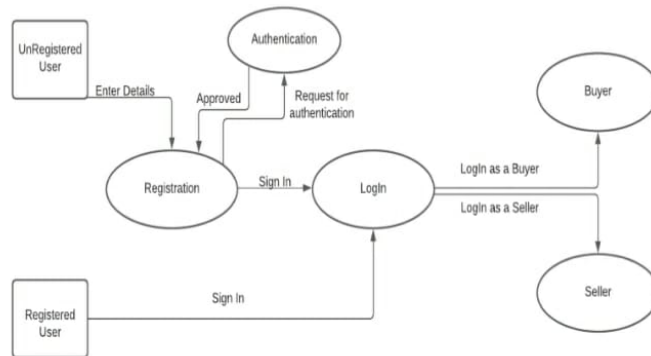 Authentication
UnRegistered
User
Enter Details
Approved
Request for
authentication
Buyer
Registration
Sign In
LogIn
LogIn as a Buyer
LogIn as a Seller
Seller
Registered
User
Sign In